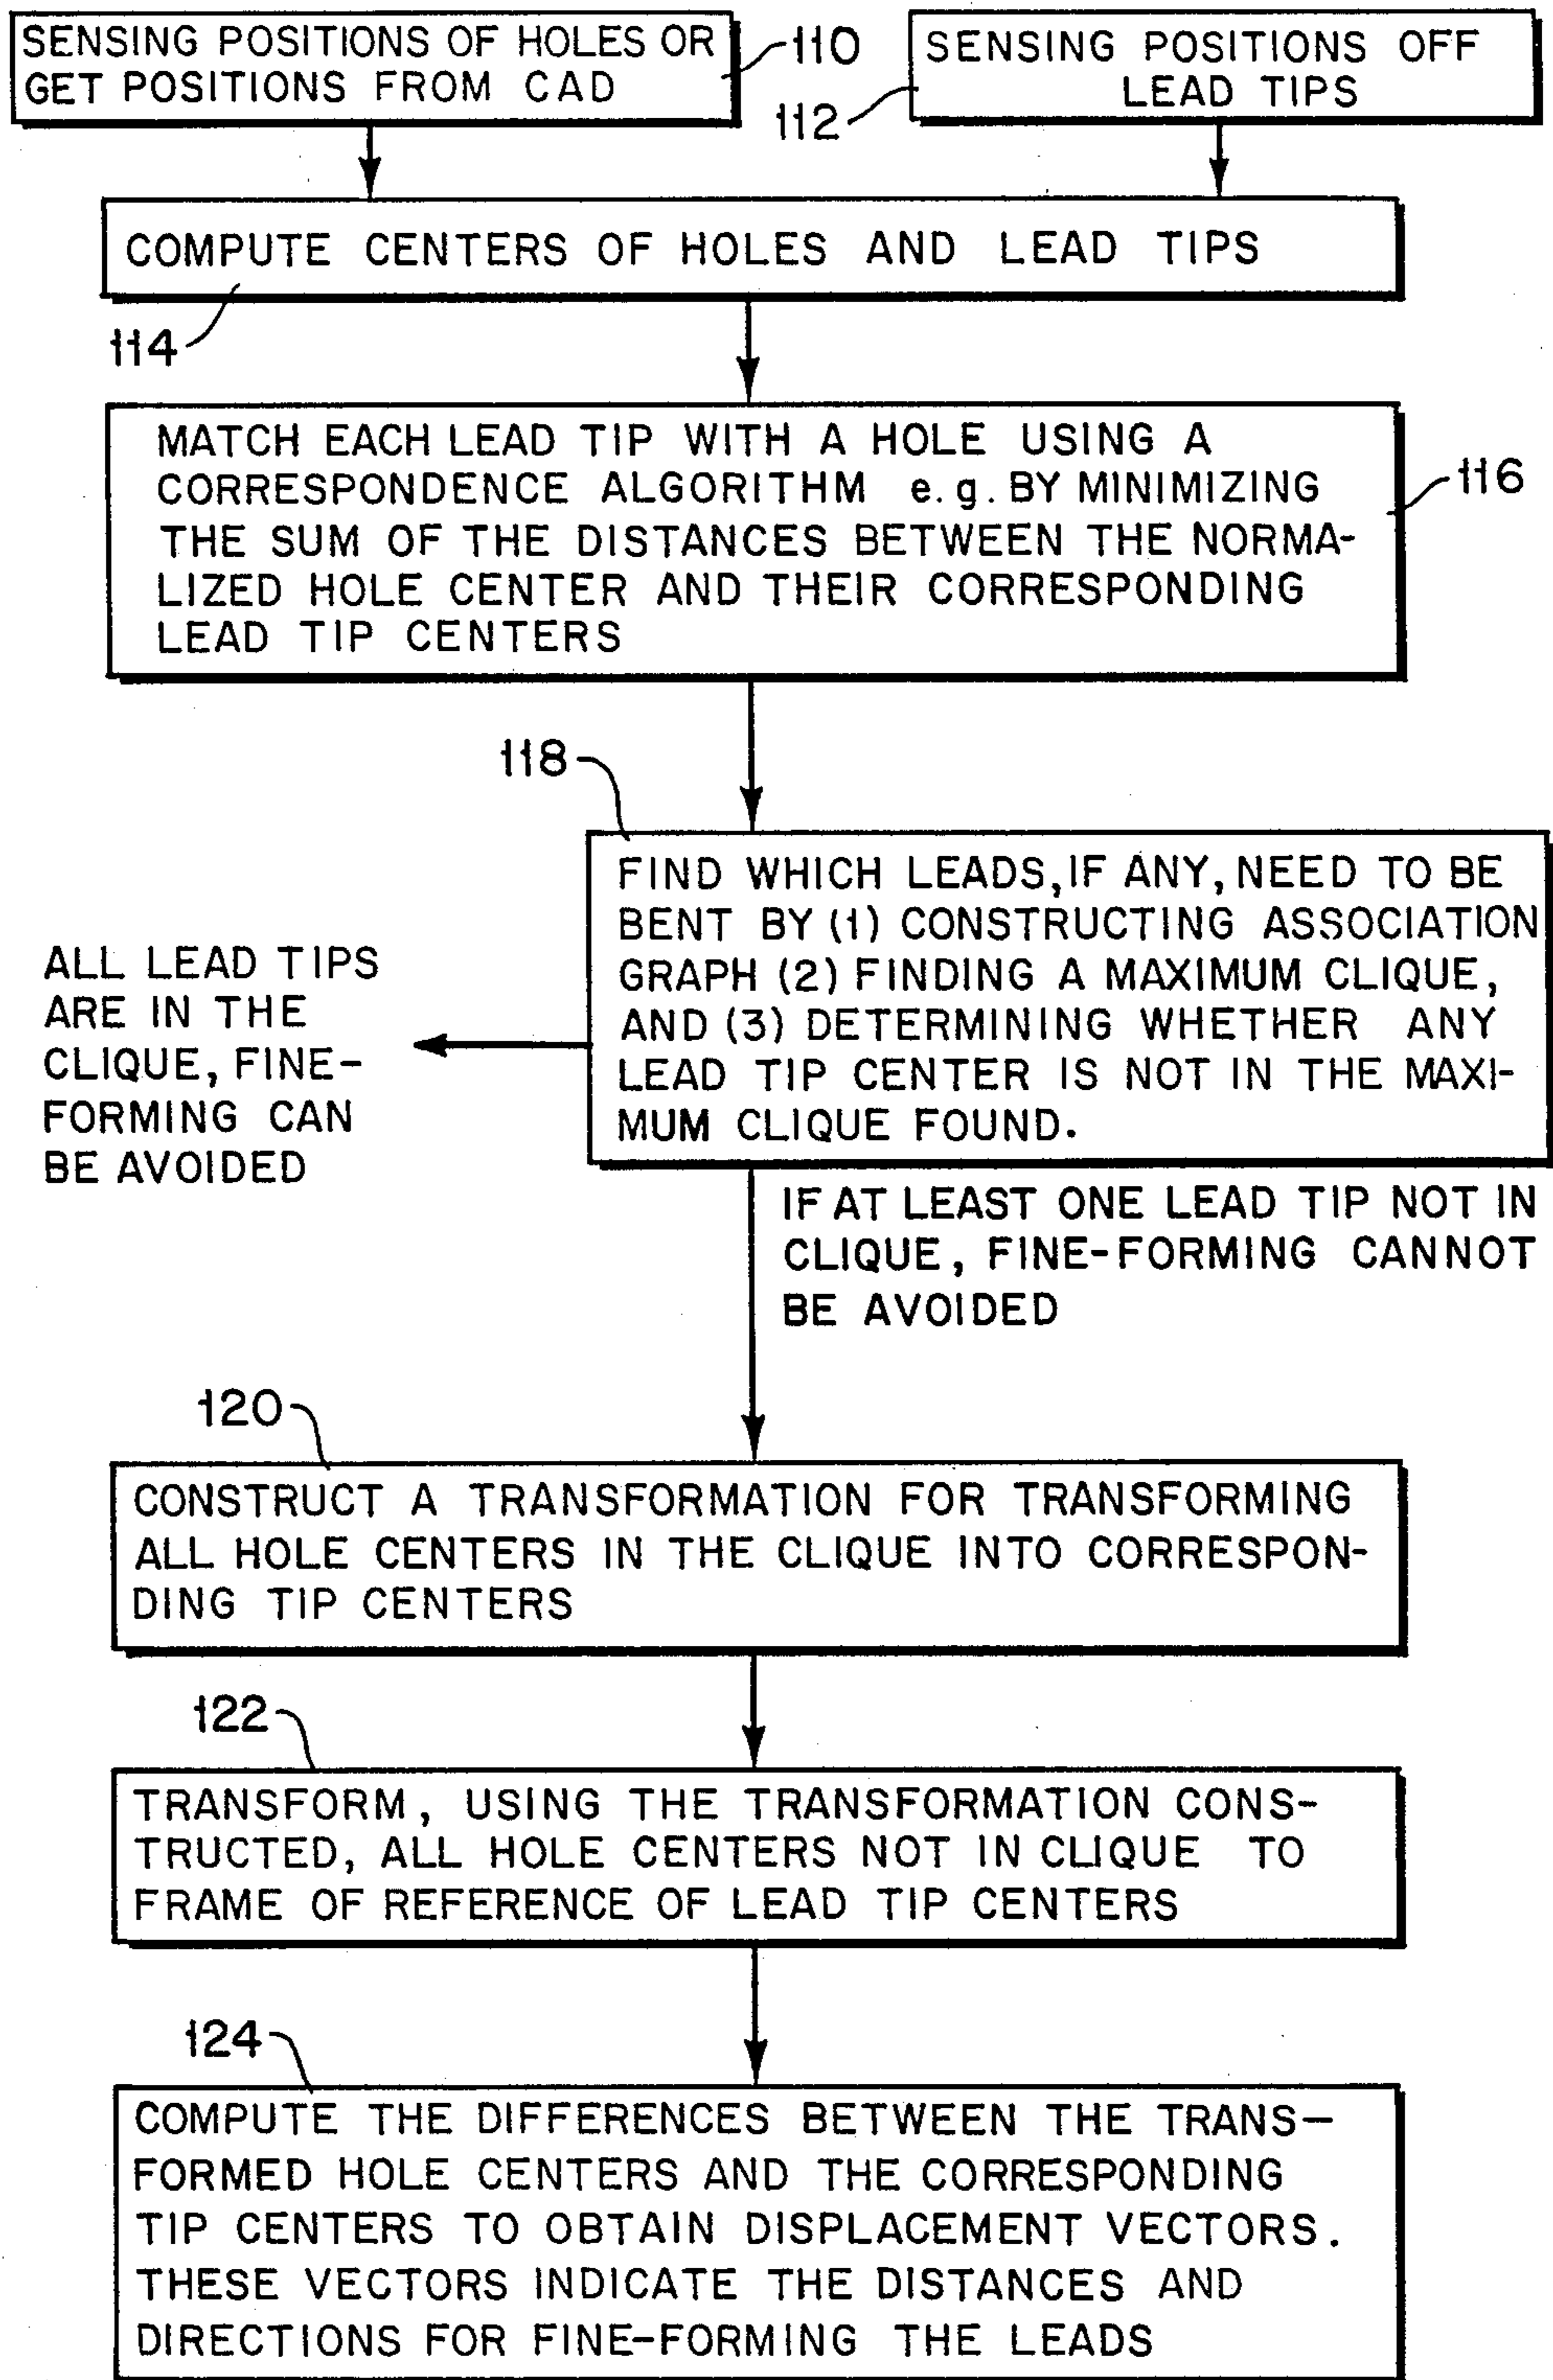 SENSING POSITIONS OF HOLES OR
GET POSITIONS FROM CAD
110
SENSING POSITIONS OFF
LEAD TIPS
112
COMPUTE CENTERS OF HOLES AND LEAD TIPS
114
MATCH EACH LEAD TIP WITH A HOLE USING A
CORRESPONDENCE ALGORITHM e.g. BY MINIMIZING
THE SUM OF THE DISTANCES BETWEEN THE NORMA-
LIZED HOLE CENTER AND THEIR CORRESPONDING
LEAD TIP CENTERS
116
118
FIND WHICH LEADS, IF ANY, NEED TO BE
BENT BY (1) CONSTRUCTING ASSOCIATION
GRAPH (2) FINDING A MAXIMUM CLIQUE,
AND (3) DETERMINING WHETHER ANY
LEAD TIP CENTER IS NOT IN THE MAXI-
MUM CLIQUE FOUND.
ALL LEAD TIPS
ARE IN THE
CLIQUE, FINE-
FORMING CAN
BE AVOIDED
IF AT LEAST ONE LEAD TIP NOT IN
CLIQUE, FINE-FORMING CANNOT
BE AVOIDED
120
CONSTRUCT A TRANSFORMATION FOR TRANSFORMING
ALL HOLE CENTERS IN THE CLIQUE INTO CORRESPON-
DING TIP CENTERS
122
TRANSFORM, USING THE TRANSFORMATION CONS-
TRUCTED, ALL HOLE CENTERS NOT IN CLIQUE TO
FRAME OF REFERENCE OF LEAD TIP CENTERS
124
COMPUTE THE DIFFERENCES BETWEEN THE TRANS-
FORMED HOLE CENTERS AND THE CORRESPONDING
TIP CENTERS TO OBTAIN DISPLACEMENT VECTORS.
THESE VECTORS INDICATE THE DISTANCES AND
DIRECTIONS FOR FINE-FORMING THE LEADS